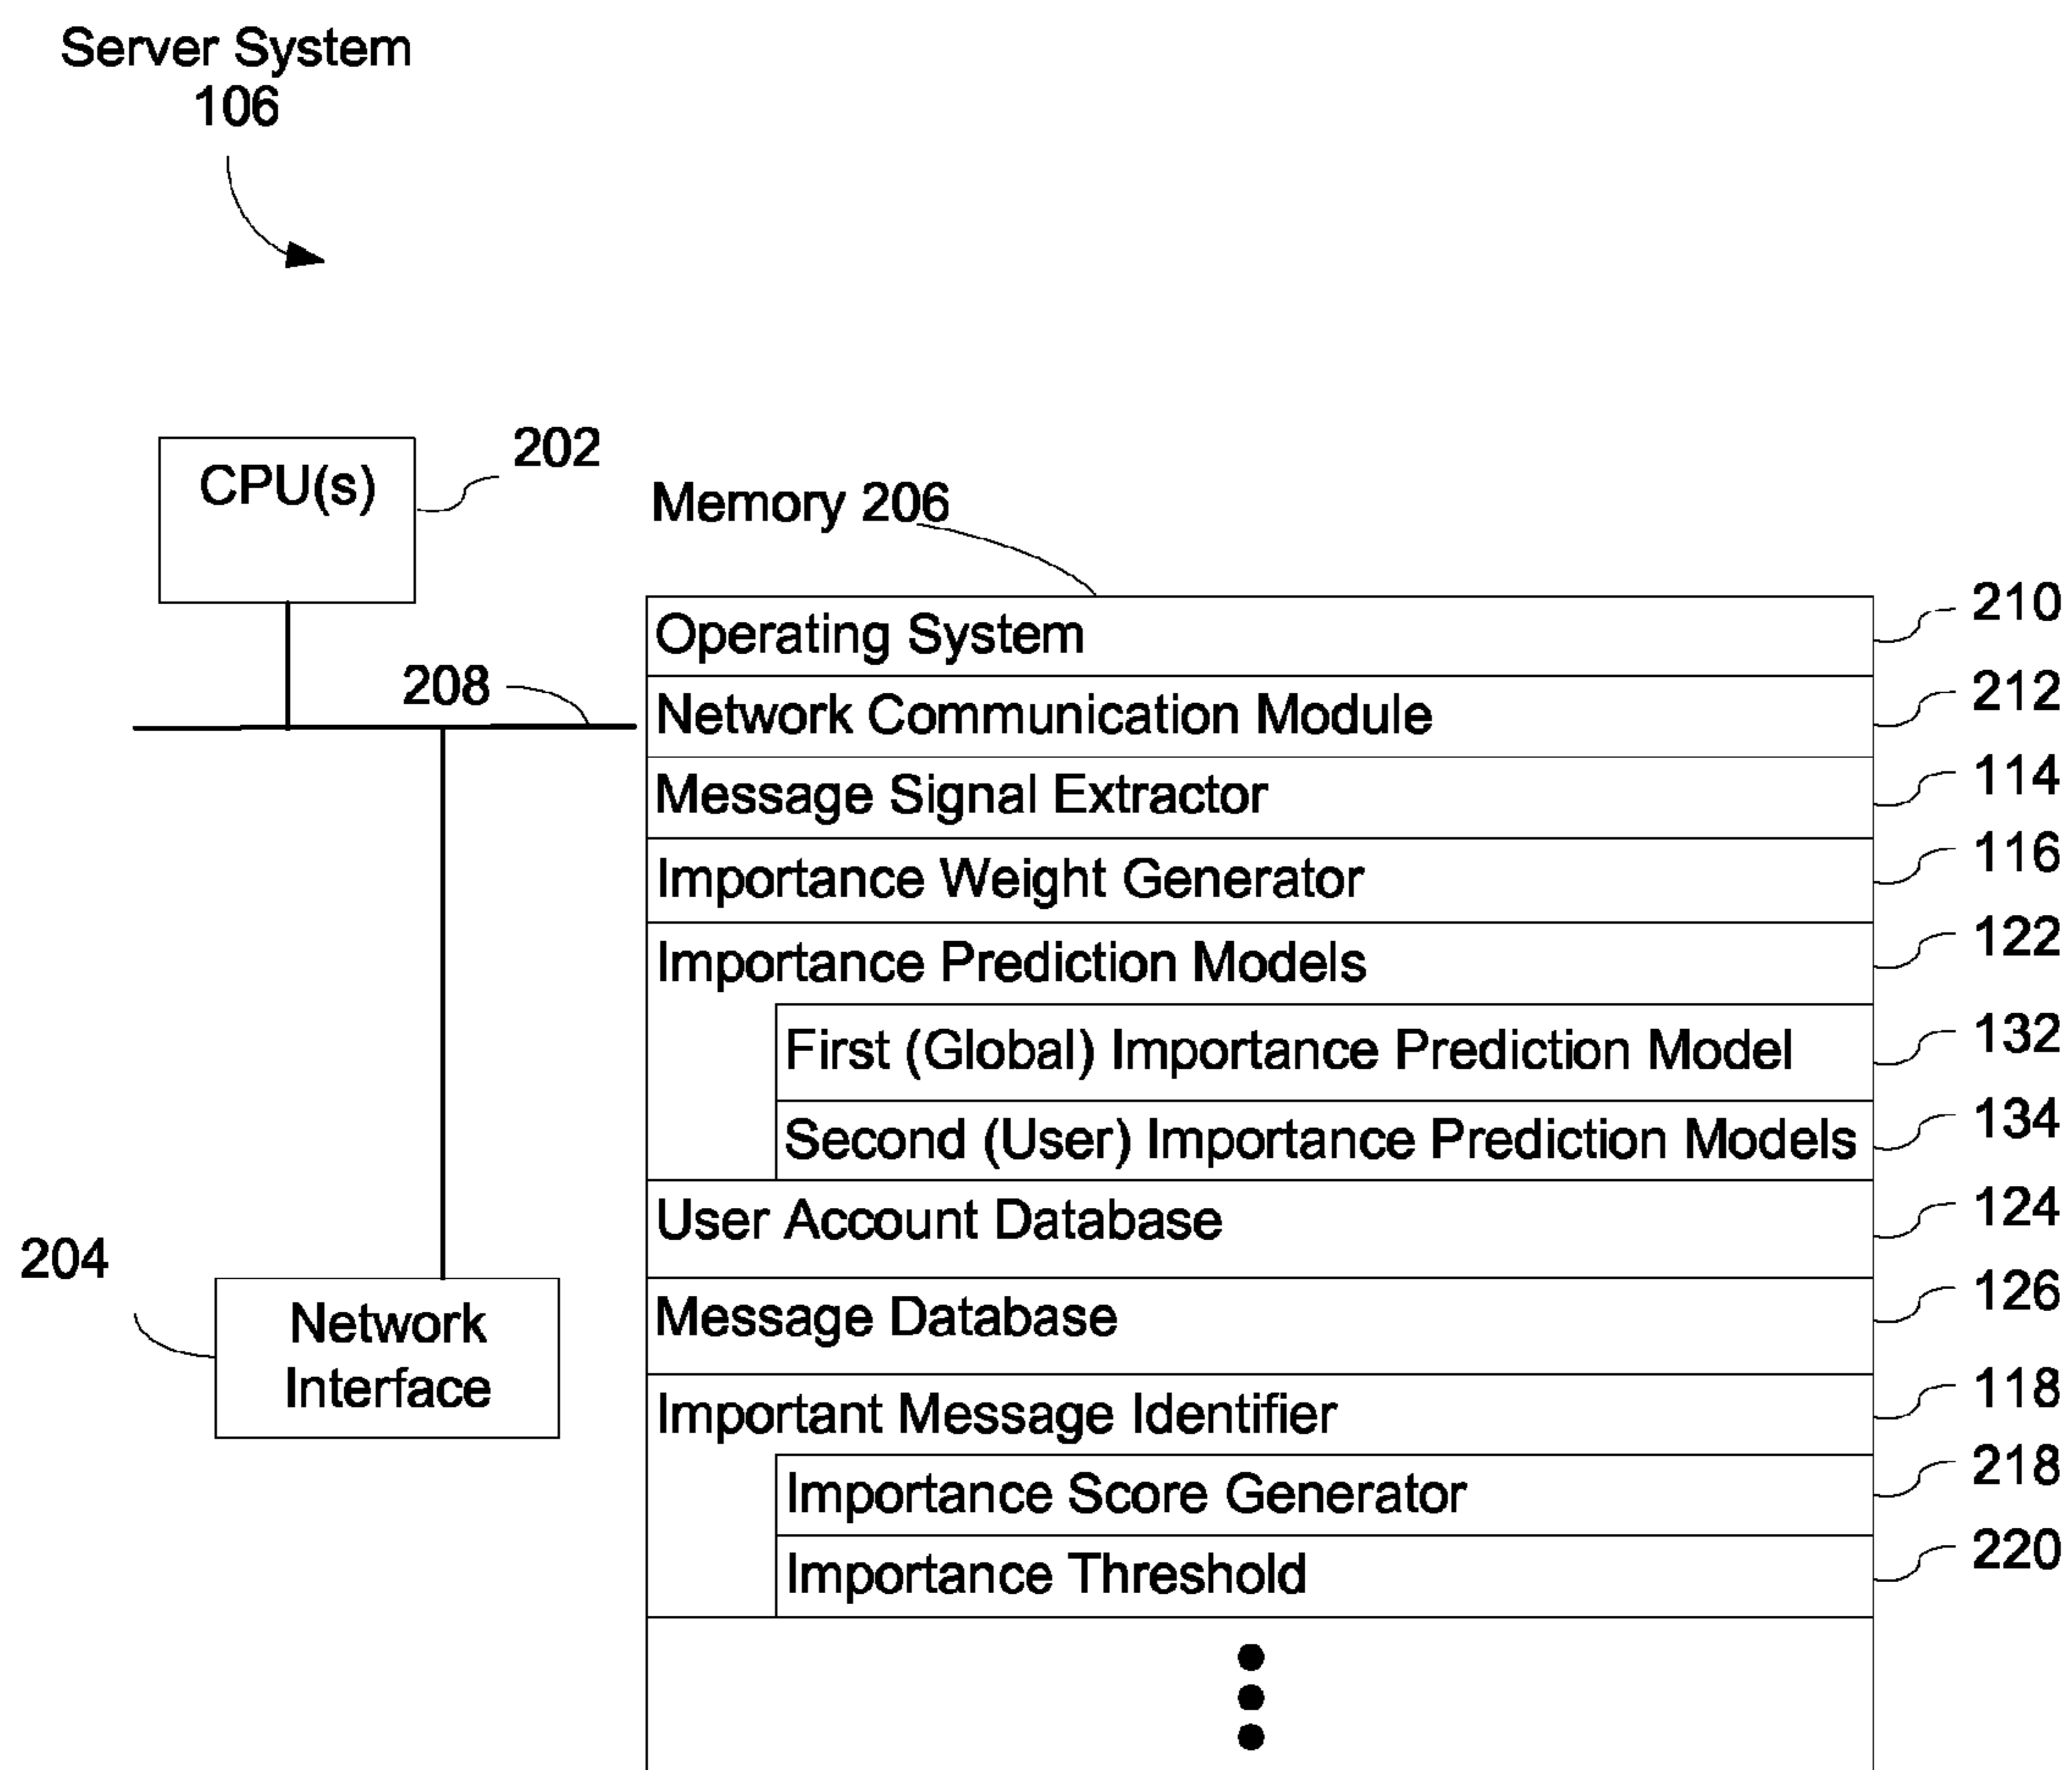 Server System
106
CPU(s)
202
Memory 206
208
Operating System
210
Network Communication Module
212
Message Signal Extractor
114
Importance Weight Generator
116
Importance Prediction Models
122
First (Global) Importance Prediction Model
132
Second (User) Importance Prediction Models
134
User Account Database
124
204
Network
Interface
Message Database
126
Important Message Identifier
118
Importance Score Generator
218
Importance Threshold
220